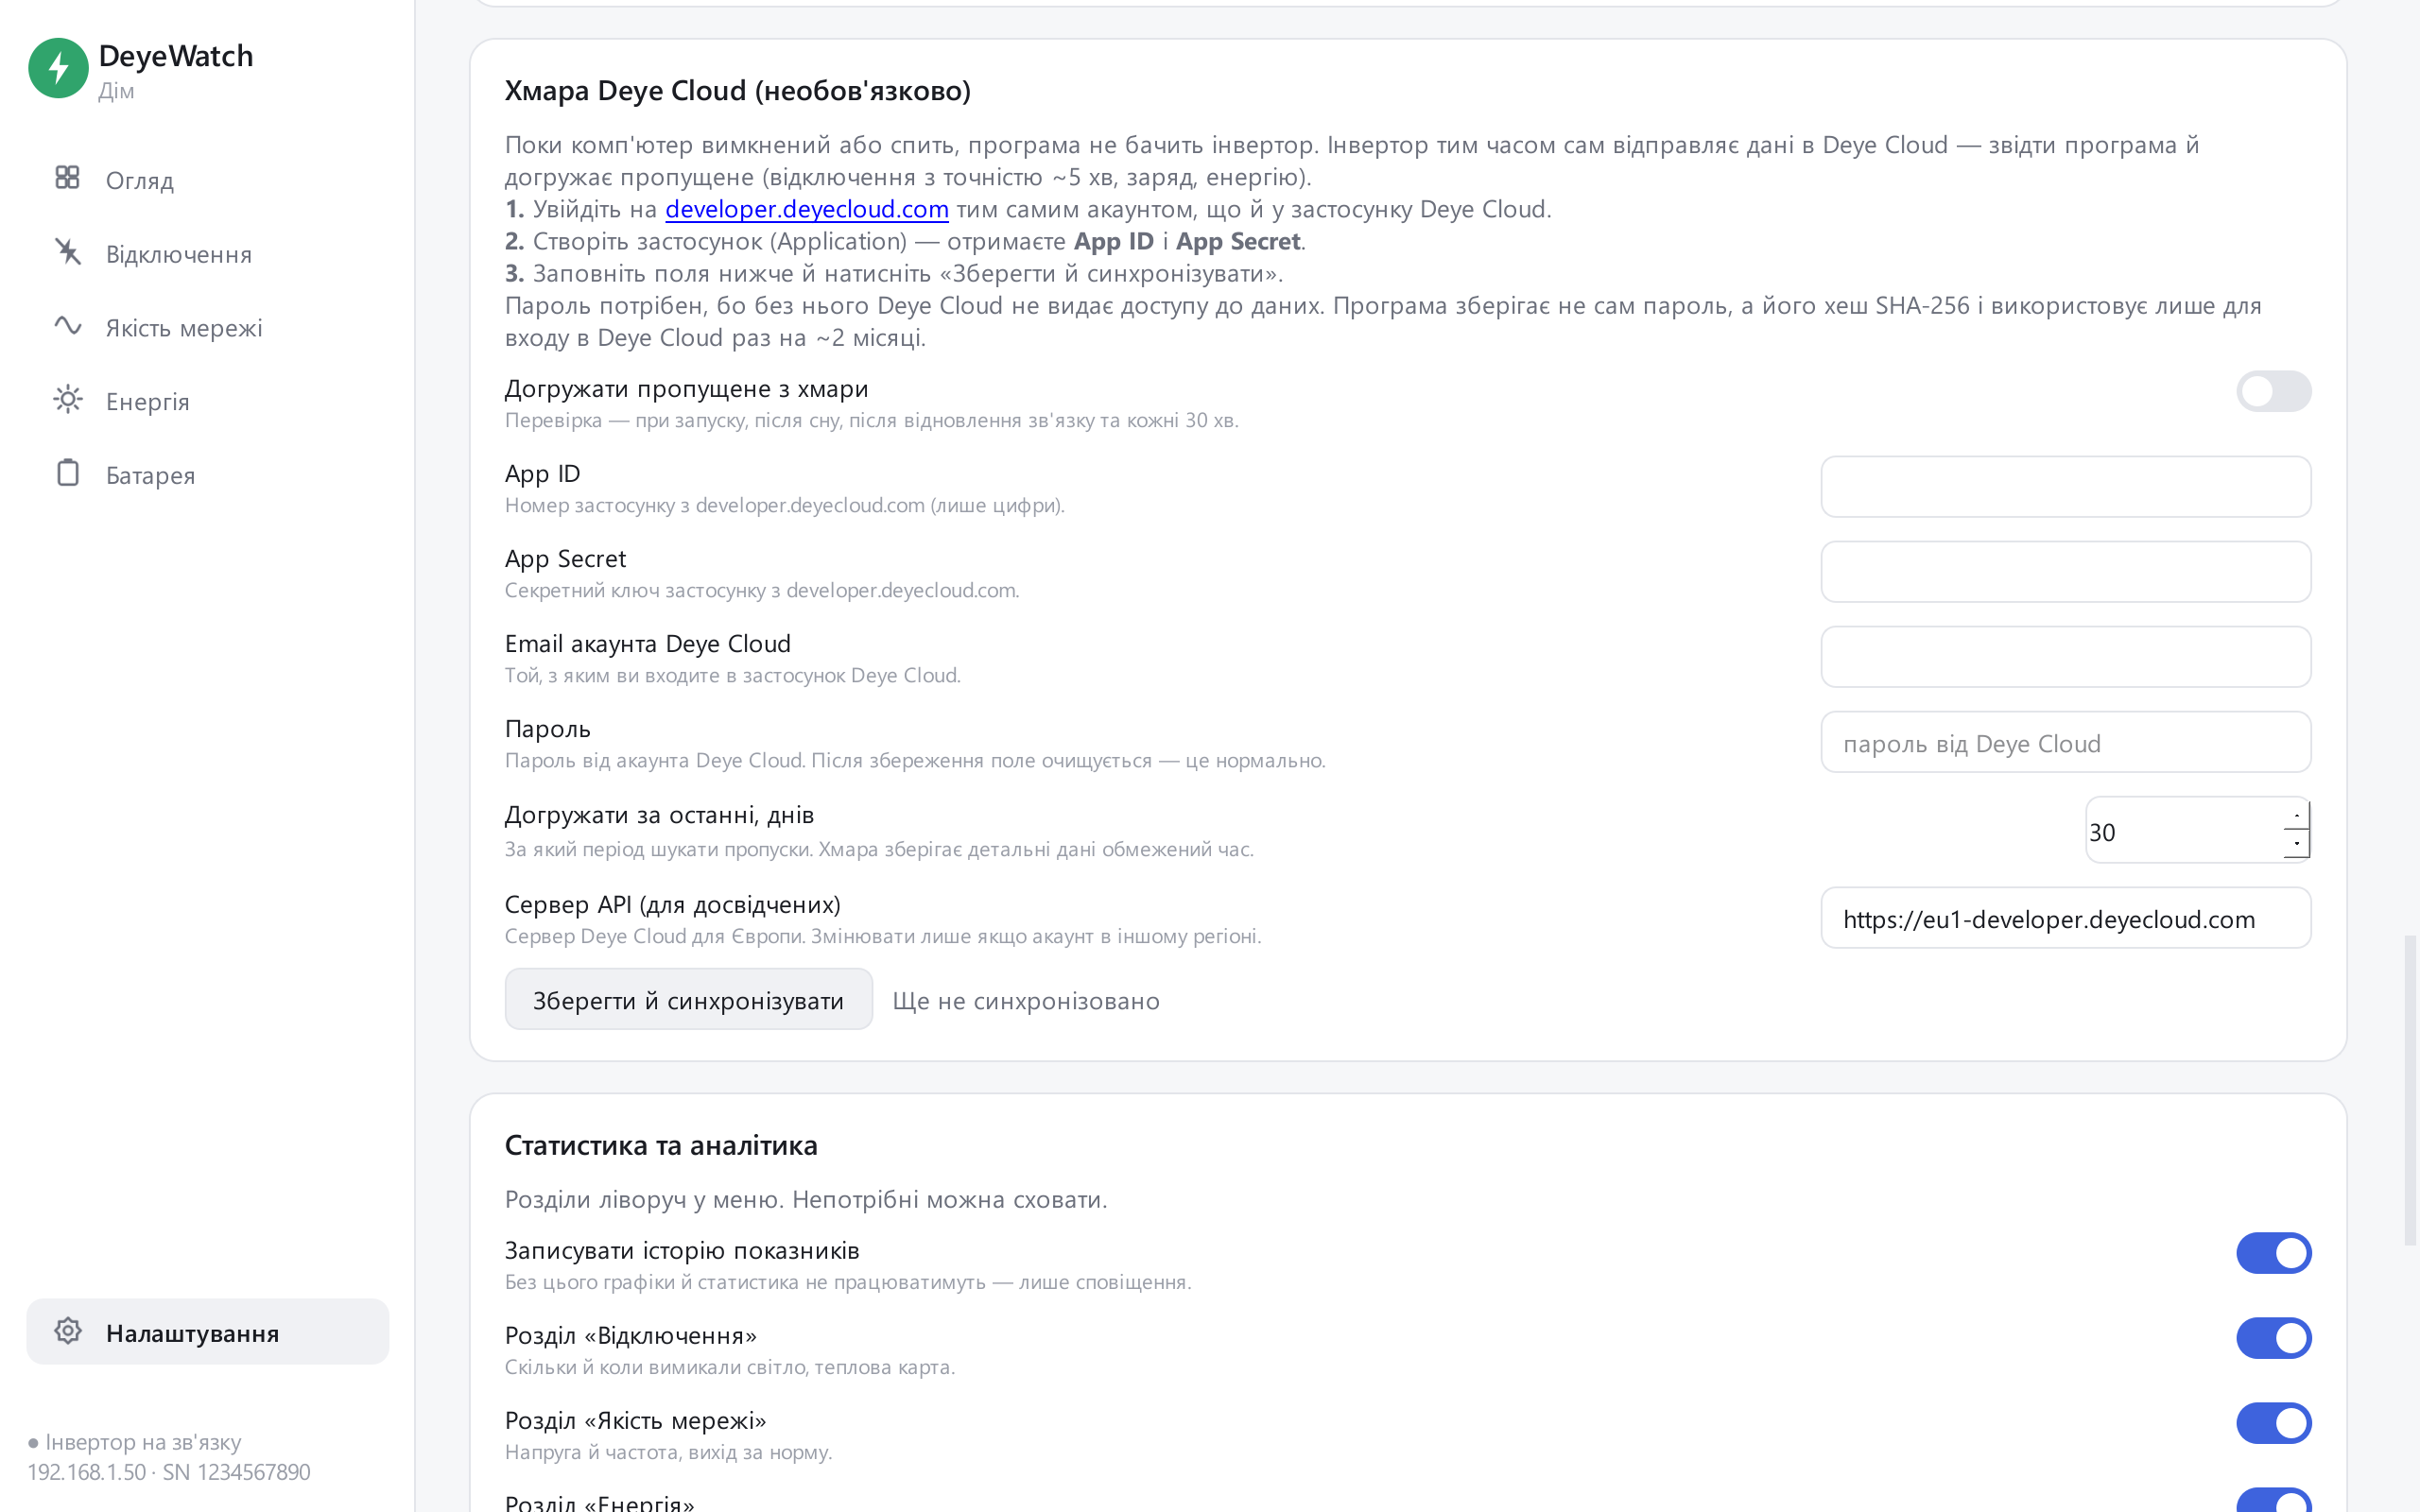 DeyeWatch
Дім
Огляд
Відключення
Якість мережі
Енергія
Батарея
Налаштування
● Інвертор на зв'язку
192.168.1.50 · SN 1234567890
Хмара Deye Cloud (необов'язково)
Поки комп'ютер вимкнений або спить, програма не бачить інвертор. Інвертор тим часом сам відправляє дані в Deye Cloud — звідти програма й
догружає пропущене (відключення з точністю ~5 хв, заряд, енергію).
1. Увійдіть на developer.deyecloud.com тим самим акаунтом, що й у застосунку Deye Cloud.
2. Створіть застосунок (Application) — отримаєте App ID і App Secret.
3. Заповніть поля нижче й натисніть «Зберегти й синхронізувати».
Пароль потрібен, бо без нього Deye Cloud не видає доступу до даних. Програма зберігає не сам пароль, а його хеш SHA-256 і використовує лише для
входу в Deye Cloud раз на ~2 місяці.
Догружати пропущене з хмари
Перевірка — при запуску, після сну, після відновлення зв'язку та кожні 30 хв.
App ID
Номер застосунку з developer.deyecloud.com (лише цифри).
App Secret
Секретний ключ застосунку з developer.deyecloud.com.
Email акаунта Deye Cloud
Той, з яким ви входите в застосунок Deye Cloud.
Пароль
Пароль від акаунта Deye Cloud. Після збереження поле очищується — це нормально.
пароль від Deye Cloud
Догружати за останні, днів
За який період шукати пропуски. Хмара зберігає детальні дані обмежений час.
30
Сервер API (для досвідчених)
Сервер Deye Cloud для Європи. Змінювати лише якщо акаунт в іншому регіоні.
https://eu1-developer.deyecloud.com
Зберегти й синхронізувати
Ще не синхронізовано
Статистика та аналітика
Розділи ліворуч у меню. Непотрібні можна сховати.
Записувати історію показників
Без цього графіки й статистика не працюватимуть — лише сповіщення.
Розділ «Відключення»
Скільки й коли вимикали світло, теплова карта.
Розділ «Якість мережі»
Напруга й частота, вихід за норму.
Розділ «Енергія»